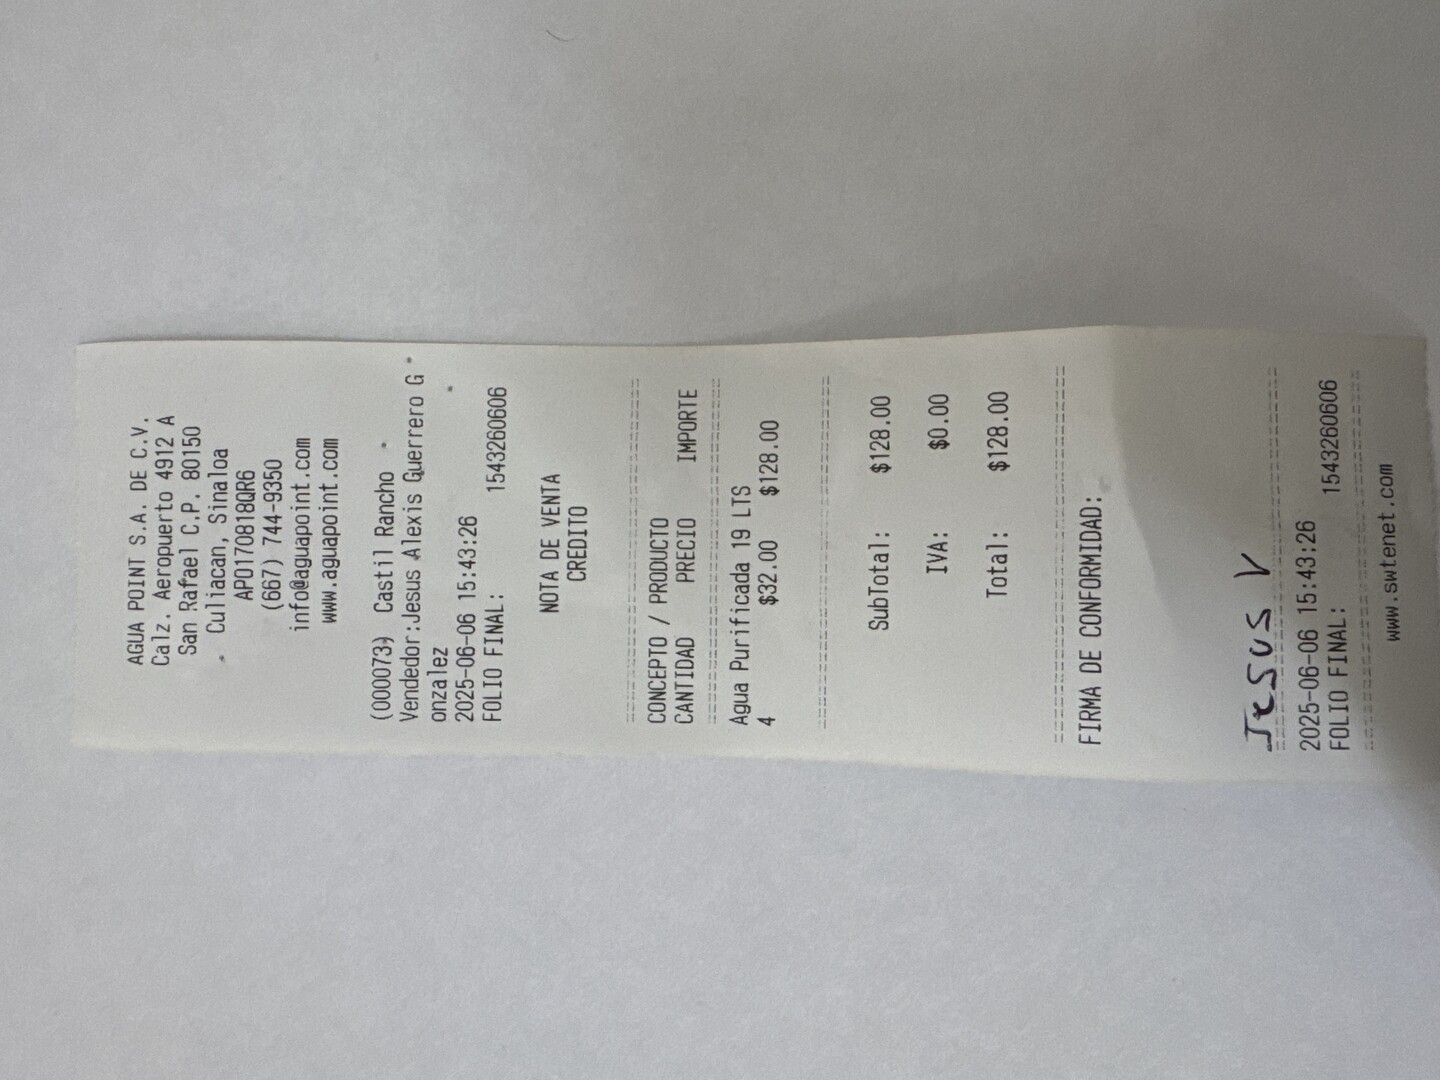 AGUA POINT S.A. DE C.V.
Calz. Aeropuerto 4912 A
San Rafael C.P. 80150
Culiacan, Sinaloa
APO170818QR6
(667) 744-9350
info@aguapoint.com
www.aguapoint.com
(000073) Castil Rancho
Vendedor:Jesus Alexis Guerrero G
onzalez
2025-06-06 15:43:26
FOLIO FINAL: 1543260606
NOTA DE VENTA
CREDITO
CONCEPTO / PRODUCTO
CANTIDAD PRECIO IMPORTE
Agua Purificada 19 LTS
4 $32.00 $128.00
SubTotal: $128.00
IVA: $0.00
Total: $128.00
FIRMA DE CONFORMIDAD:
Jesus V
2025-06-06 15:43:26
FOLIO FINAL: 1543260606
www.swtenet.com